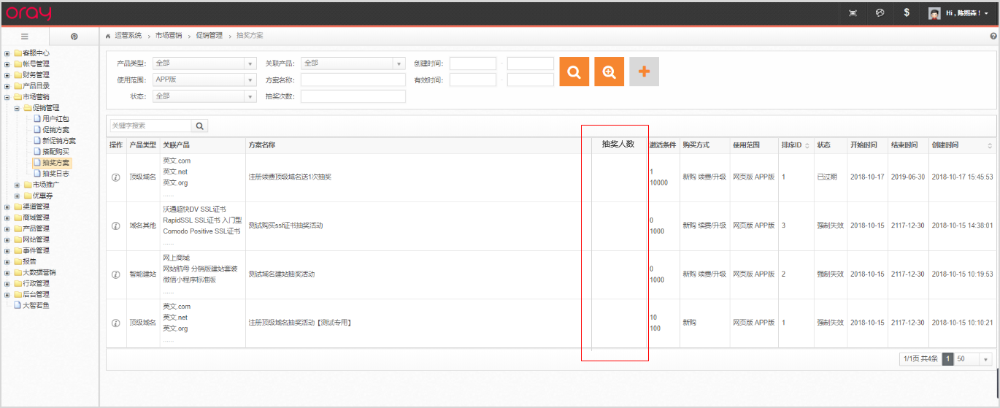 oray
$
Hi , 陈熙森！
运营系统 > 市场营销 > 促销管理 > 抽奖方案
客服中心
帐号管理
财务管理
产品目录
市场营销
促销管理
用户红包
促销方案
新促销方案
搭配购买
抽奖方案
抽奖日志
市场推广
优惠券
渠道管理
商城管理
产品管理
网站管理
事件管理
报告
大数据营销
行政管理
后台管理
大智若鱼
产品类型: 全部 关联产品: 全部 创建时间: -
使用范围: APP版 方案名称: 有效时间: -
状态: 全部 抽奖次数:
关键字搜索
操作 产品类型 关联产品 方案名称 抽奖人数 激活条件 购买方式 使用范围 排序ID 状态 开始时间 结束时间 创建时间
顶级域名
英文.com
英文.net
英文.org
......
注册续费顶级域名送1次抽奖
1
10000
新购 续费/升级 网页版 APP版 1 已过期 2018-10-17 2019-06-30 2018-10-17 15:45:53
域名其他
沃通超快DV SSL证书
RapidSSL SSL证书 入门型
Comodo Positive SSL证书
......
测试购买ssl证书抽奖活动
0
1000
新购 续费/升级 网页版 APP版 3 强制失效 2018-10-15 2117-12-30 2018-10-15 14:38:01
智能建站
网上商城
网站航母 分销版建站套装
微信小程序标准版
......
测试域名建站抽奖活动
0
1000
新购 续费/升级 网页版 APP版 2 强制失效 2018-10-15 2117-12-30 2018-10-15 10:19:53
顶级域名
英文.com
英文.net
英文.org
......
注册顶级域名抽奖活动【测试专用】
10
100
新购 网页版 APP版 1 强制失效 2018-10-15 2117-12-30 2018-10-15 10:10:21
1/1页 共4条 1 50